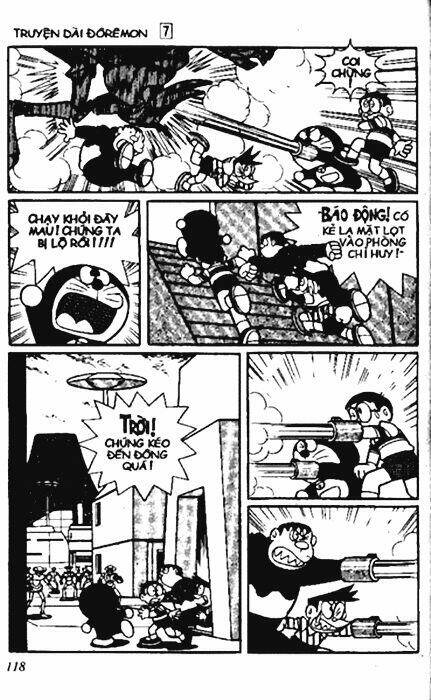 TRUYỆN DÀI ĐÔRÊMON 7
COI
CHỪNG
CHẠY KHỎI ĐÂY
MAU! CHÚNG TA
BỊ LỘ RỒI!!!!
BÁO ĐỘNG! CÓ
KẺ LẠ MẶT LỌT
VÀO PHÒNG
CHỈ HUY!-
TRỜI!
CHÚNG KÉO
ĐẾN ĐÔNG
QUÁ!
118